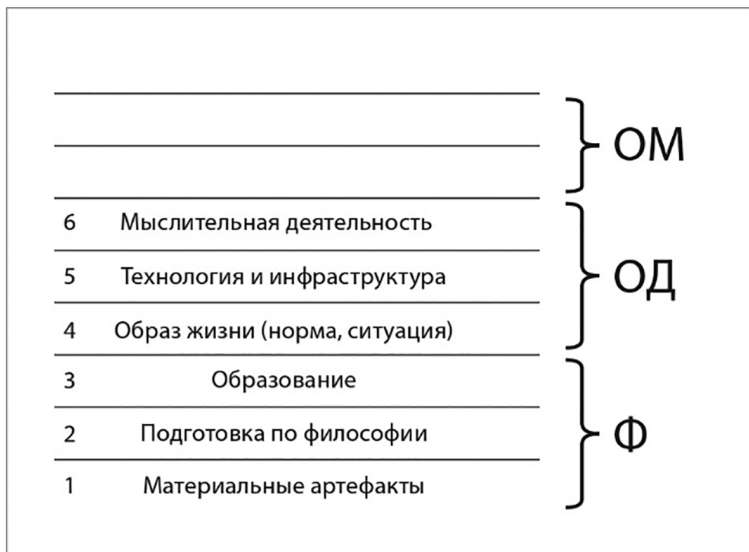 ОМ
6 Мыслительная деятельность
5 Технология и инфраструктура
ОД
4 Образ жизни (норма, ситуация)
3 Образование
2 Подготовка по философии
Ф
1 Материальные артефакты